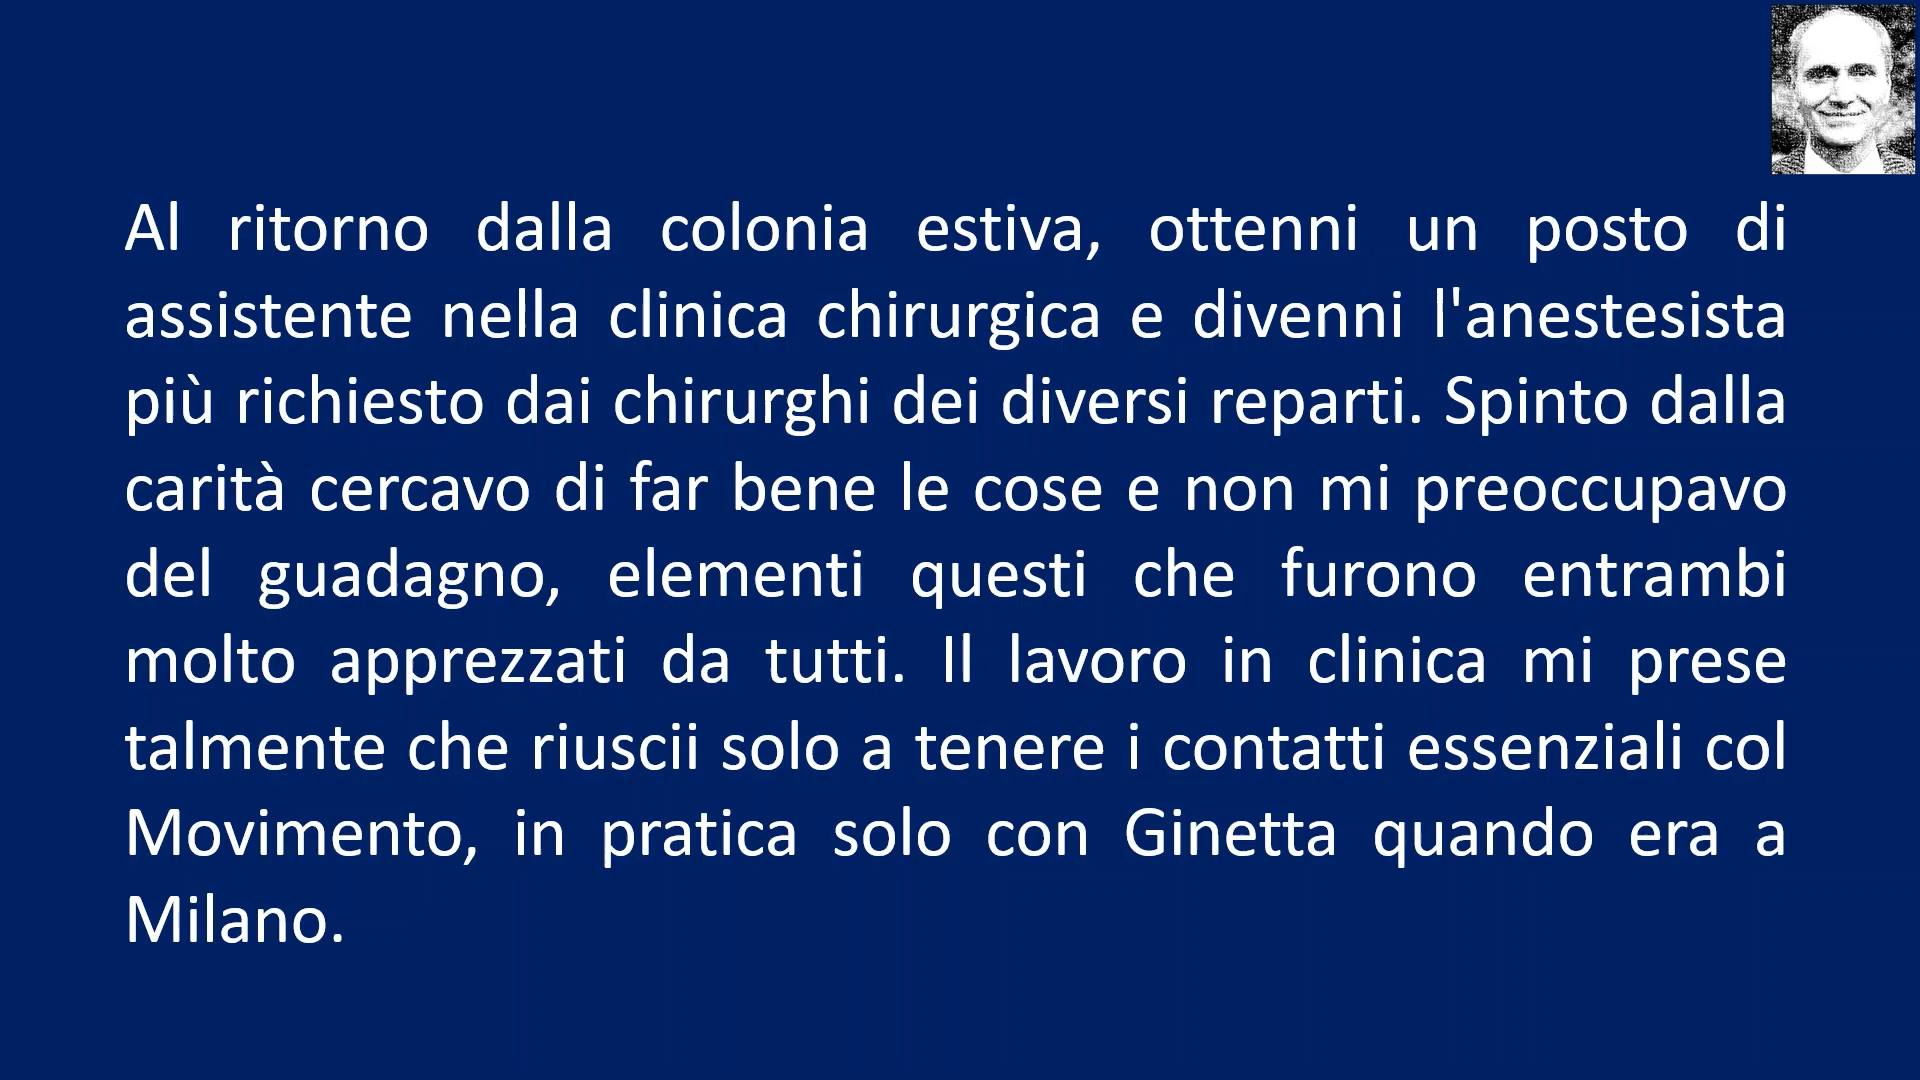 Al ritorno dalla colonia estiva, ottenni un posto di
assistente nella clinica chirurgica e divenni l'anestesista
più richiesto dai chirurghi dei diversi reparti. Spinto dalla
carità cercavo di far bene le cose e non mi preoccupavo
del guadagno, elementi questi che furono entrambi
molto apprezzati da tutti. Il lavoro in clinica mi prese
talmente che riuscii solo a tenere i contatti essenziali col
Movimento, in pratica solo con Ginetta quando era a
Milano.